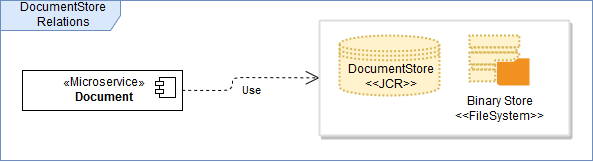 DocumentStore
Relations
«Microservice»
Document
Use
DocumentStore
<<JCR>>
Binary Store
<<FileSystem>>